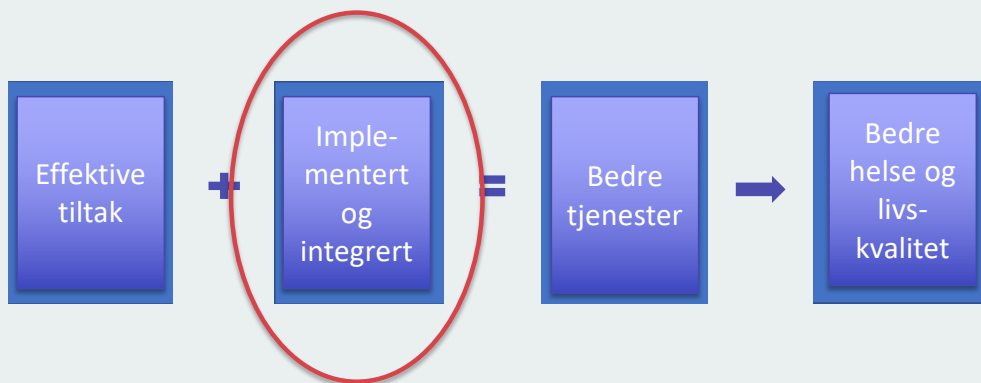 Effektive
tiltak
+
Imple-
mentert
og
integrert
=
Bedre
tjenester
Bedre
helse og
livs-
kvalitet